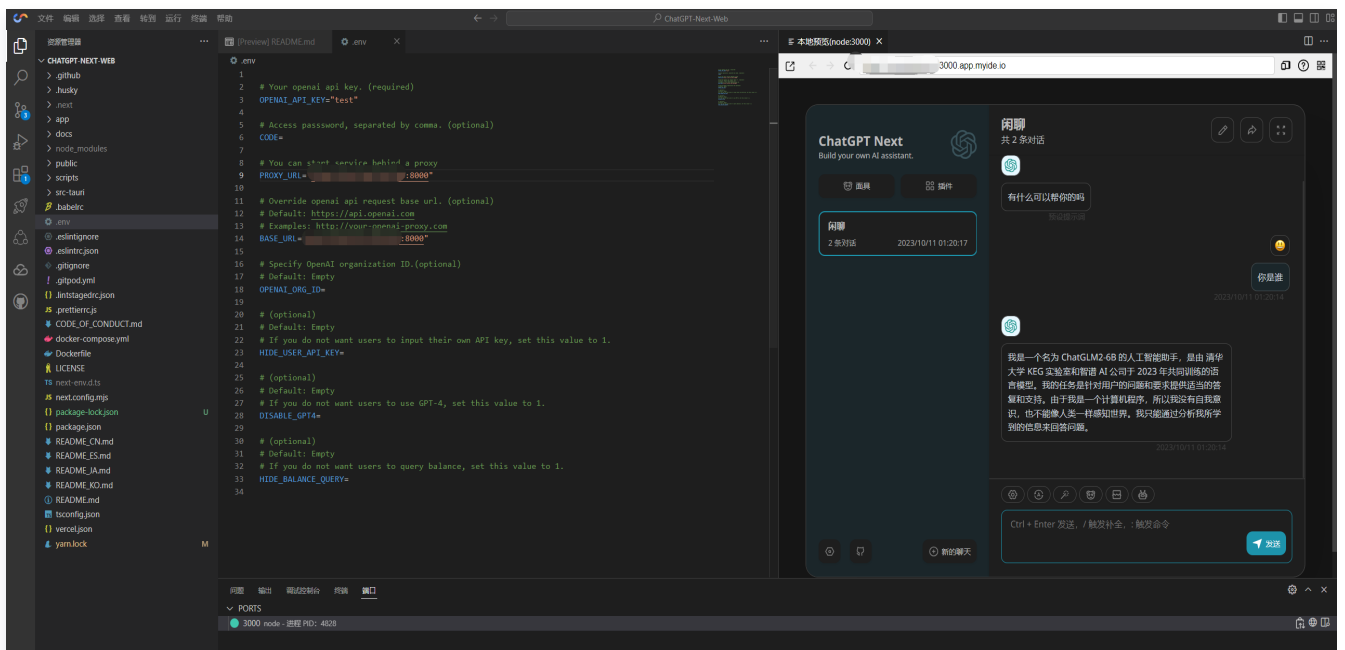 文件 编辑 选择 查看 转到 运行 终端 帮助
ChatGPT-Next-Web
资源管理器
CHATGPT-NEXT-WEB
.github
.husky
.next
app
docs
node_modules
public
scripts
src-tauri
.babelrc
.env
.eslintignore
.eslintrc.json
.gitignore
.gitpod.yml
.lintstagedrc.json
.prettierrc.js
CODE_OF_CONDUCT.md
docker-compose.yml
Dockerfile
LICENSE
next-env.d.ts
next.config.mjs
package-lock.json U
package.json
README_CN.md
README_ES.md
README_JA.md
README_KO.md
README.md
tsconfig.json
vercel.json
yarn.lock M
[Preview] README.md .env
.env
1
2 # Your openai api key. (required)
3 OPENAI_API_KEY="test"
4
5 # Access passsword, separated by comma. (optional)
6 CODE=
7
8 # You can start service behind a proxy
9 PROXY_URL= :8000"
10
11 # Override openai api request base url. (optional)
12 # Default: https://api.openai.com
13 # Examples: http://your-openai-proxy.com
14 BASE_URL= :8000"
15
16 # Specify OpenAI organization ID.(optional)
17 # Default: Empty
18 OPENAI_ORG_ID=
19
20 # (optional)
21 # Default: Empty
22 # If you do not want users to input their own API key, set this value to 1.
23 HIDE_USER_API_KEY=
24
25 # (optional)
26 # Default: Empty
27 # If you do not want users to use GPT-4, set this value to 1.
28 DISABLE_GPT4=
29
30 # (optional)
31 # Default: Empty
32 # If you do not want users to query balance, set this value to 1.
33 HIDE_BALANCE_QUERY=
34
本地预览(node:3000)
3000.app.myide.io
ChatGPT Next
Build your own AI assistant.
面具 插件
闲聊
2 条对话 2023/10/11 01:20:17
新的聊天
闲聊
共 2 条对话
有什么可以帮你的吗
预设提示词
你是谁
2023/10/11 01:20:14
我是一个名为 ChatGLM2-6B 的人工智能助手，是由 清华
大学 KEG 实验室和智谱 AI 公司于 2023 年共同训练的语
言模型。我的任务是针对用户的问题和要求提供适当的答
复和支持。由于我是一个计算机程序，所以我没有自我意
识，也不能像人类一样感知世界。我只能通过分析我所学
到的信息来回答问题。
2023/10/11 01:20:14
Ctrl + Enter 发送，/ 触发补全，: 触发命令
发送
问题 输出 调试控制台 终端 端口
PORTS
3000 node - 进程 PID：4828